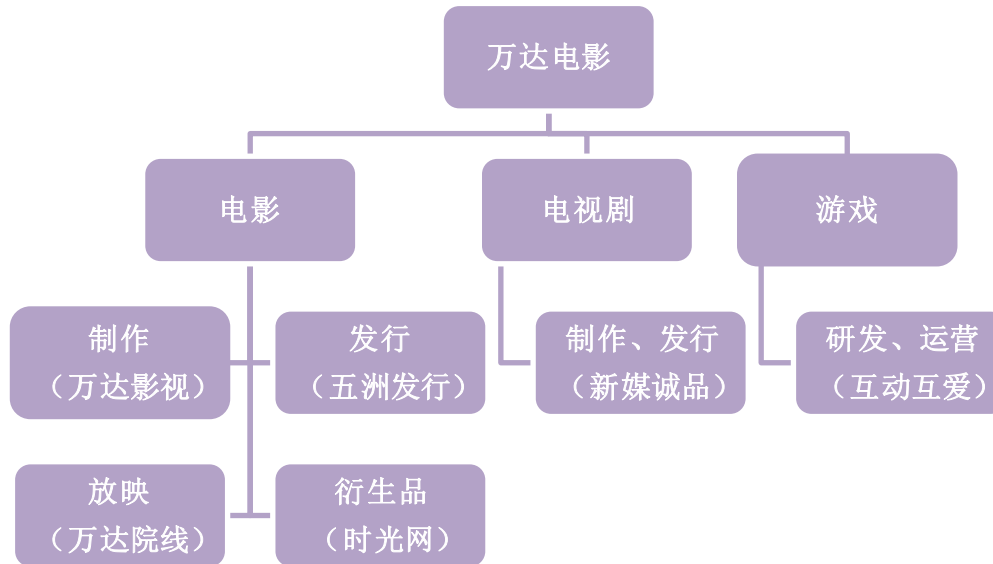 万达电影
电影
电视剧
游戏
制作
（万达影视）
发行
（五洲发行）
制作、发行
（新媒诚品）
研发、运营
（互动互爱）
放映
（万达院线）
衍生品
（时光网）